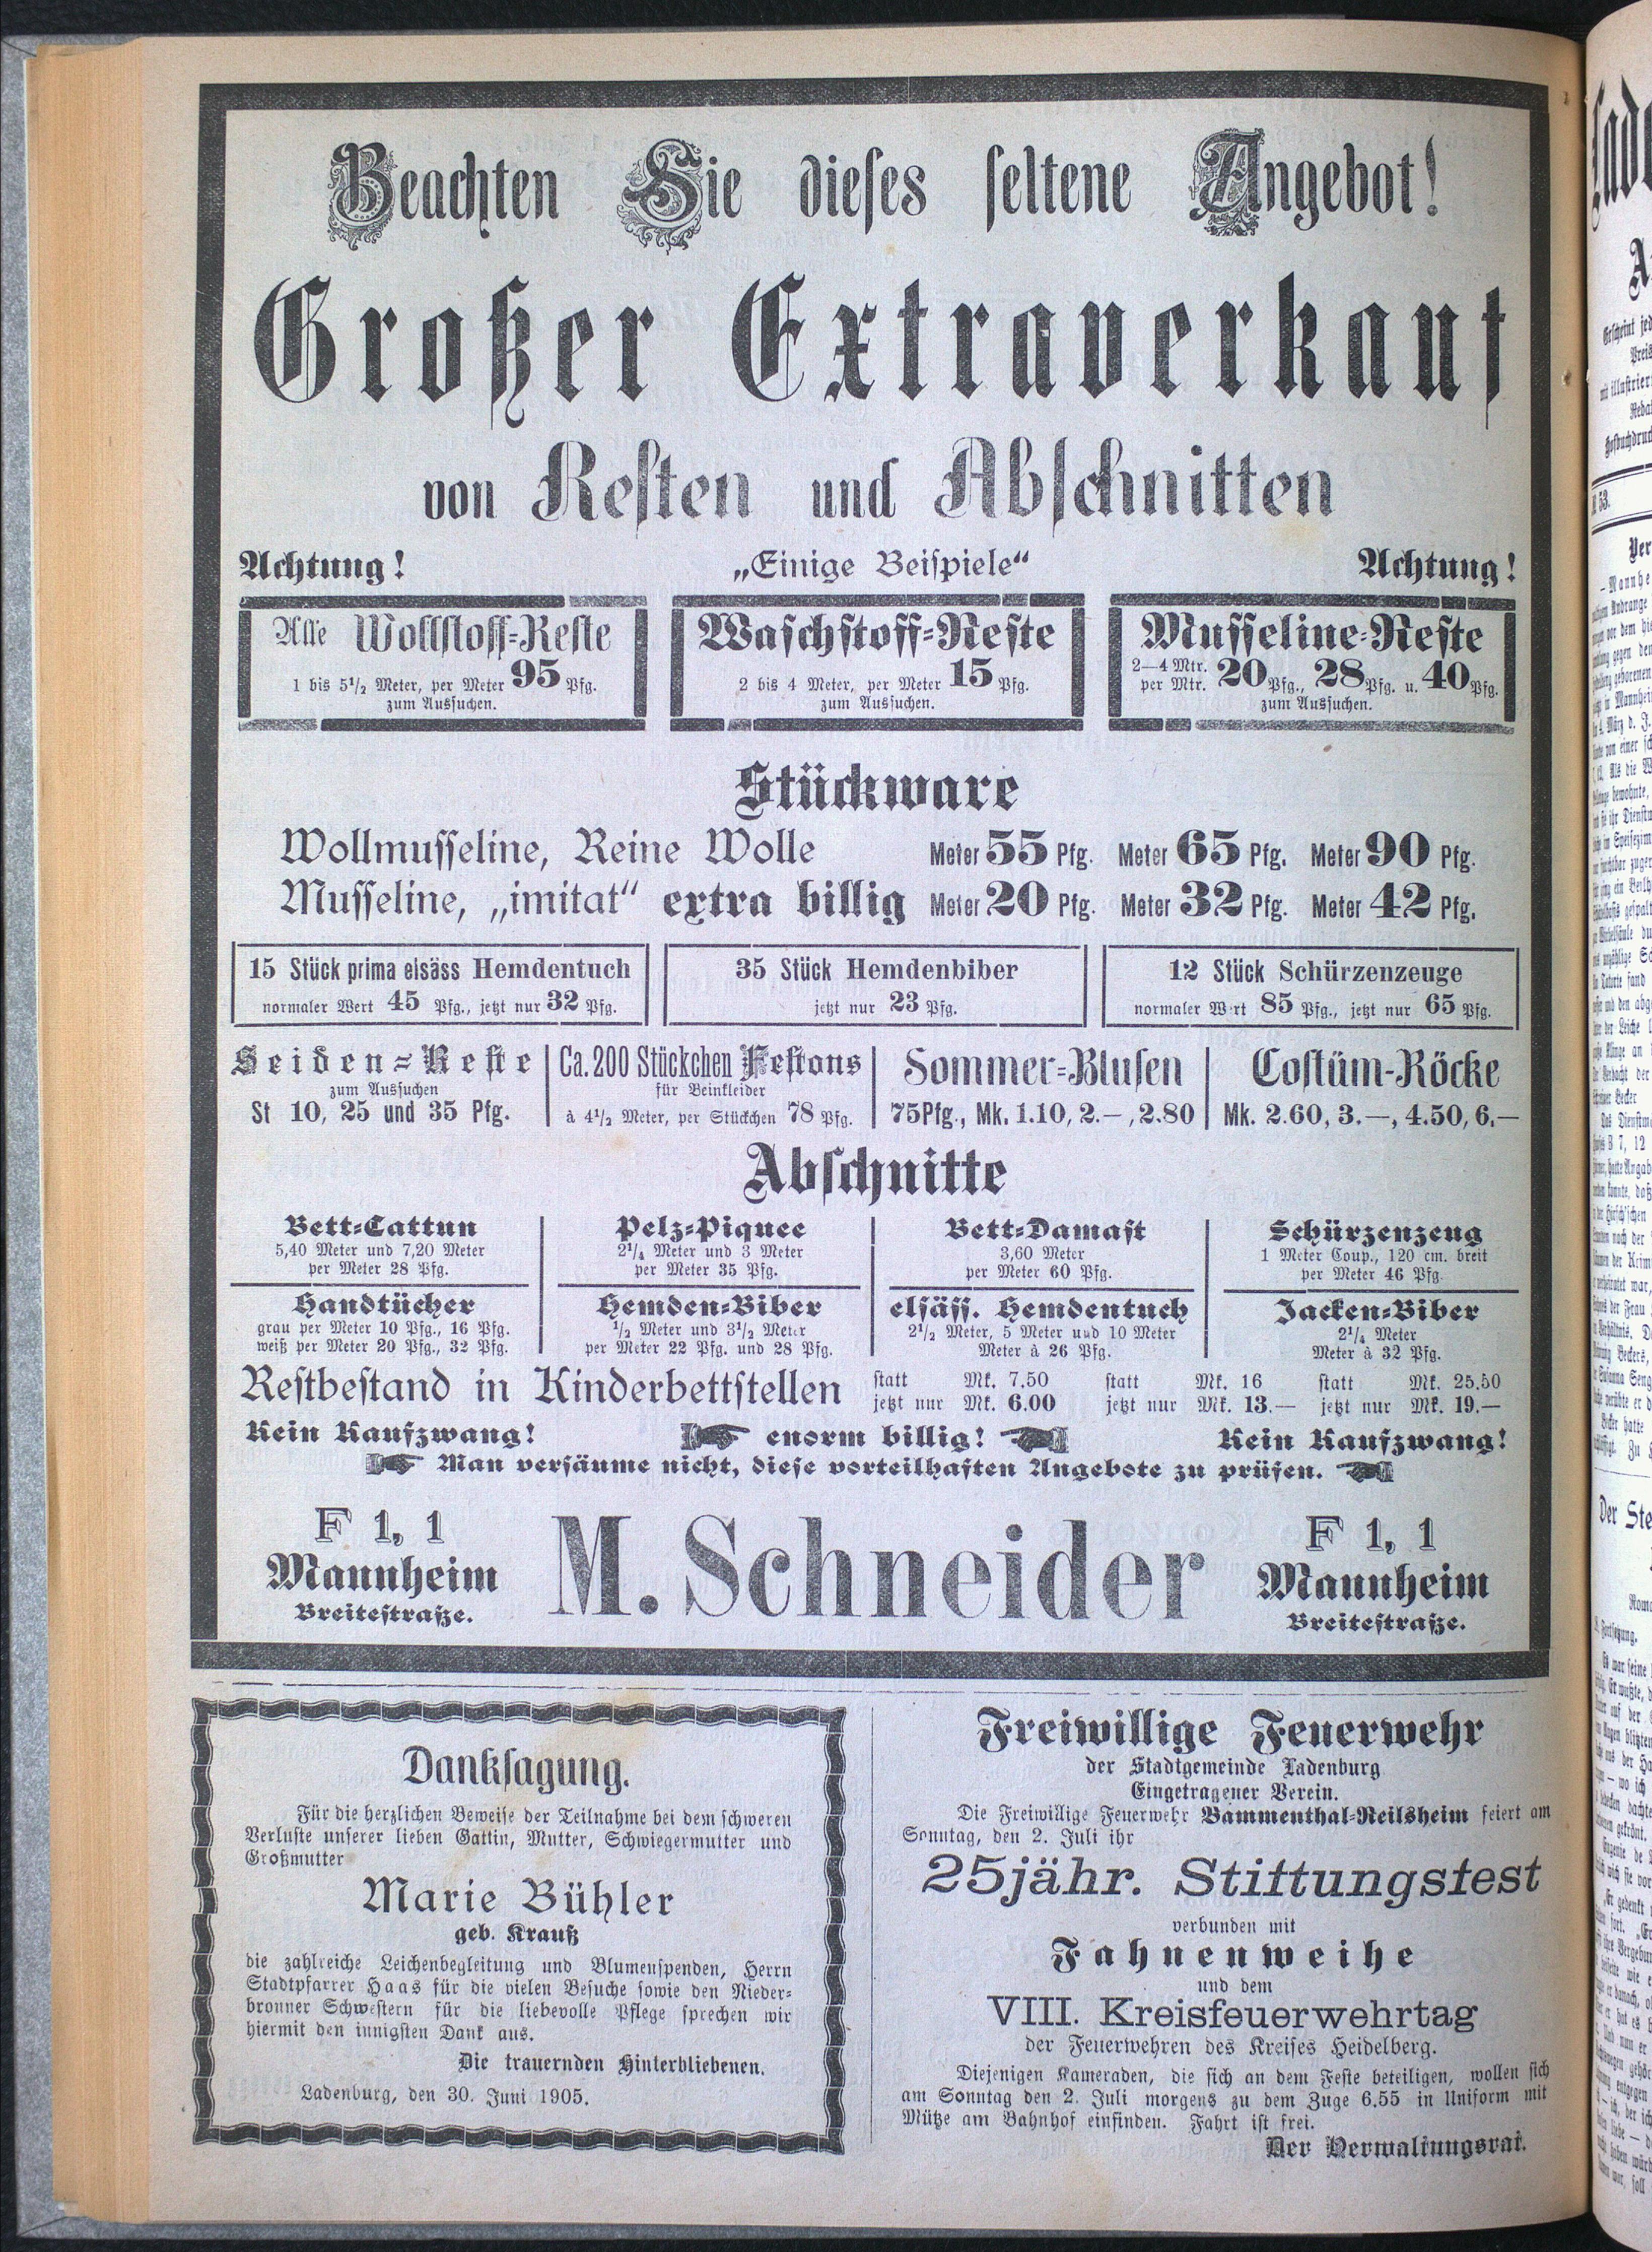 Beachten Sie dieses seltene Angebot!
Großer Extraverkauf
von Resten und Abschnitten
Achtung! „Einige Beispiele“ Achtung!
Alle Wollstoff-Reste
1 bis 5½ Meter, per Meter 95 Pfg.
zum Aussuchen.
Waschstoff-Reste
2 bis 4 Meter, per Meter 15 Pfg.
zum Aussuchen.
Musseline-Reste
2—4 Mtr.
per Mtr. 20 Pfg., 28 Pfg. u. 40 Pfg.
zum Aussuchen.
Stückware
Wollmusseline, Reine Wolle Meter 55 Pfg. Meter 65 Pfg. Meter 90 Pfg.
Musseline, „imitat“ extra billig Meter 20 Pfg. Meter 32 Pfg. Meter 42 Pfg.
15 Stück prima elsäss Hemdentuch
normaler Wert 45 Pfg., jetzt nur 32 Pfg.
35 Stück Hemdenbiber
jetzt nur 23 Pfg.
12 Stück Schürzenzeuge
normaler Wert 85 Pfg., jetzt nur 65 Pfg.
Seiden-Reste
zum Aussuchen
St 10, 25 und 35 Pfg.
Ca. 200 Stückchen Festons
für Beinkleider
à 4½ Meter, per Stückchen 78 Pfg.
Sommer-Blusen
75 Pfg., Mk. 1.10, 2.—, 2.80
Costüm-Röcke
Mk. 2.60, 3.—, 4.50, 6.—
Abschnitte
Bett-Cattun
5,40 Meter und 7,20 Meter
per Meter 28 Pfg.
Pelz-Piquee
2¼ Meter und 3 Meter
per Meter 35 Pfg.
Bett-Damast
3,60 Meter
per Meter 60 Pfg.
Schürzenzeug
1 Meter Coup., 120 cm. breit
per Meter 46 Pfg.
Handtücher
grau per Meter 10 Pfg., 16 Pfg.
weiß per Meter 20 Pfg., 32 Pfg.
Hemden-Biber
½ Meter und 3½ Meter
per Meter 22 Pfg. und 28 Pfg.
elsäss. Hemdentuch
2½ Meter, 5 Meter und 10 Meter
Meter à 26 Pfg.
Jacken-Biber
2¼ Meter
Meter à 32 Pfg.
Restbestand in Kinderbettstellen
statt Mk. 7,50 statt Mk. 16 statt Mk. 25.50
jetzt nur Mk. 6.00 jetzt nur Mk. 13.— jetzt nur Mk. 19.—
Kein Kaufzwang! enorm billig! Kein Kaufzwang!
Man versäume nicht, diese vorteilhaften Angebote zu prüfen.
F 1, 1
Mannheim
Breitestraße.
M. Schneider
F 1, 1
Mannheim
Breitestraße.
Danksagung.
Für die herzlichen Beweise der Teilnahme bei dem schweren
Verluste unserer lieben Gattin, Mutter, Schwiegermutter und
Großmutter
Marie Bühler
geb. Krauß
die zahlreiche Leichenbegleitung und Blumenspenden, Herrn
Stadtpfarrer Haas für die vielen Besuche sowie den Nieder-
bronner Schwestern für die liebevolle Pflege sprechen wir
hiermit den innigsten Dank aus.
Die trauernden Hinterbliebenen.
Ladenburg, den 30. Juni 1905.
Freiwillige Feuerwehr
der Stadtgemeinde Ladenburg
Eingetragener Verein.
Die Freiwillige Feuerwehr Bammenthal-Reilsheim feiert am
Sonntag, den 2. Juli ihr
25jähr. Stiftungsfest
verbunden mit
Fahnenweihe
und dem
VIII. Kreisfeuerwehrtag
der Feuerwehren des Kreises Heidelberg.
Diejenigen Kameraden, die sich an dem Feste beteiligen, wollen sich
am Sonntag den 2. Juli morgens zu dem Zuge 6.55 in Uniform mit
Mütze am Bahnhof einfinden. Fahrt ist frei.
Der Verwaltungsrat.